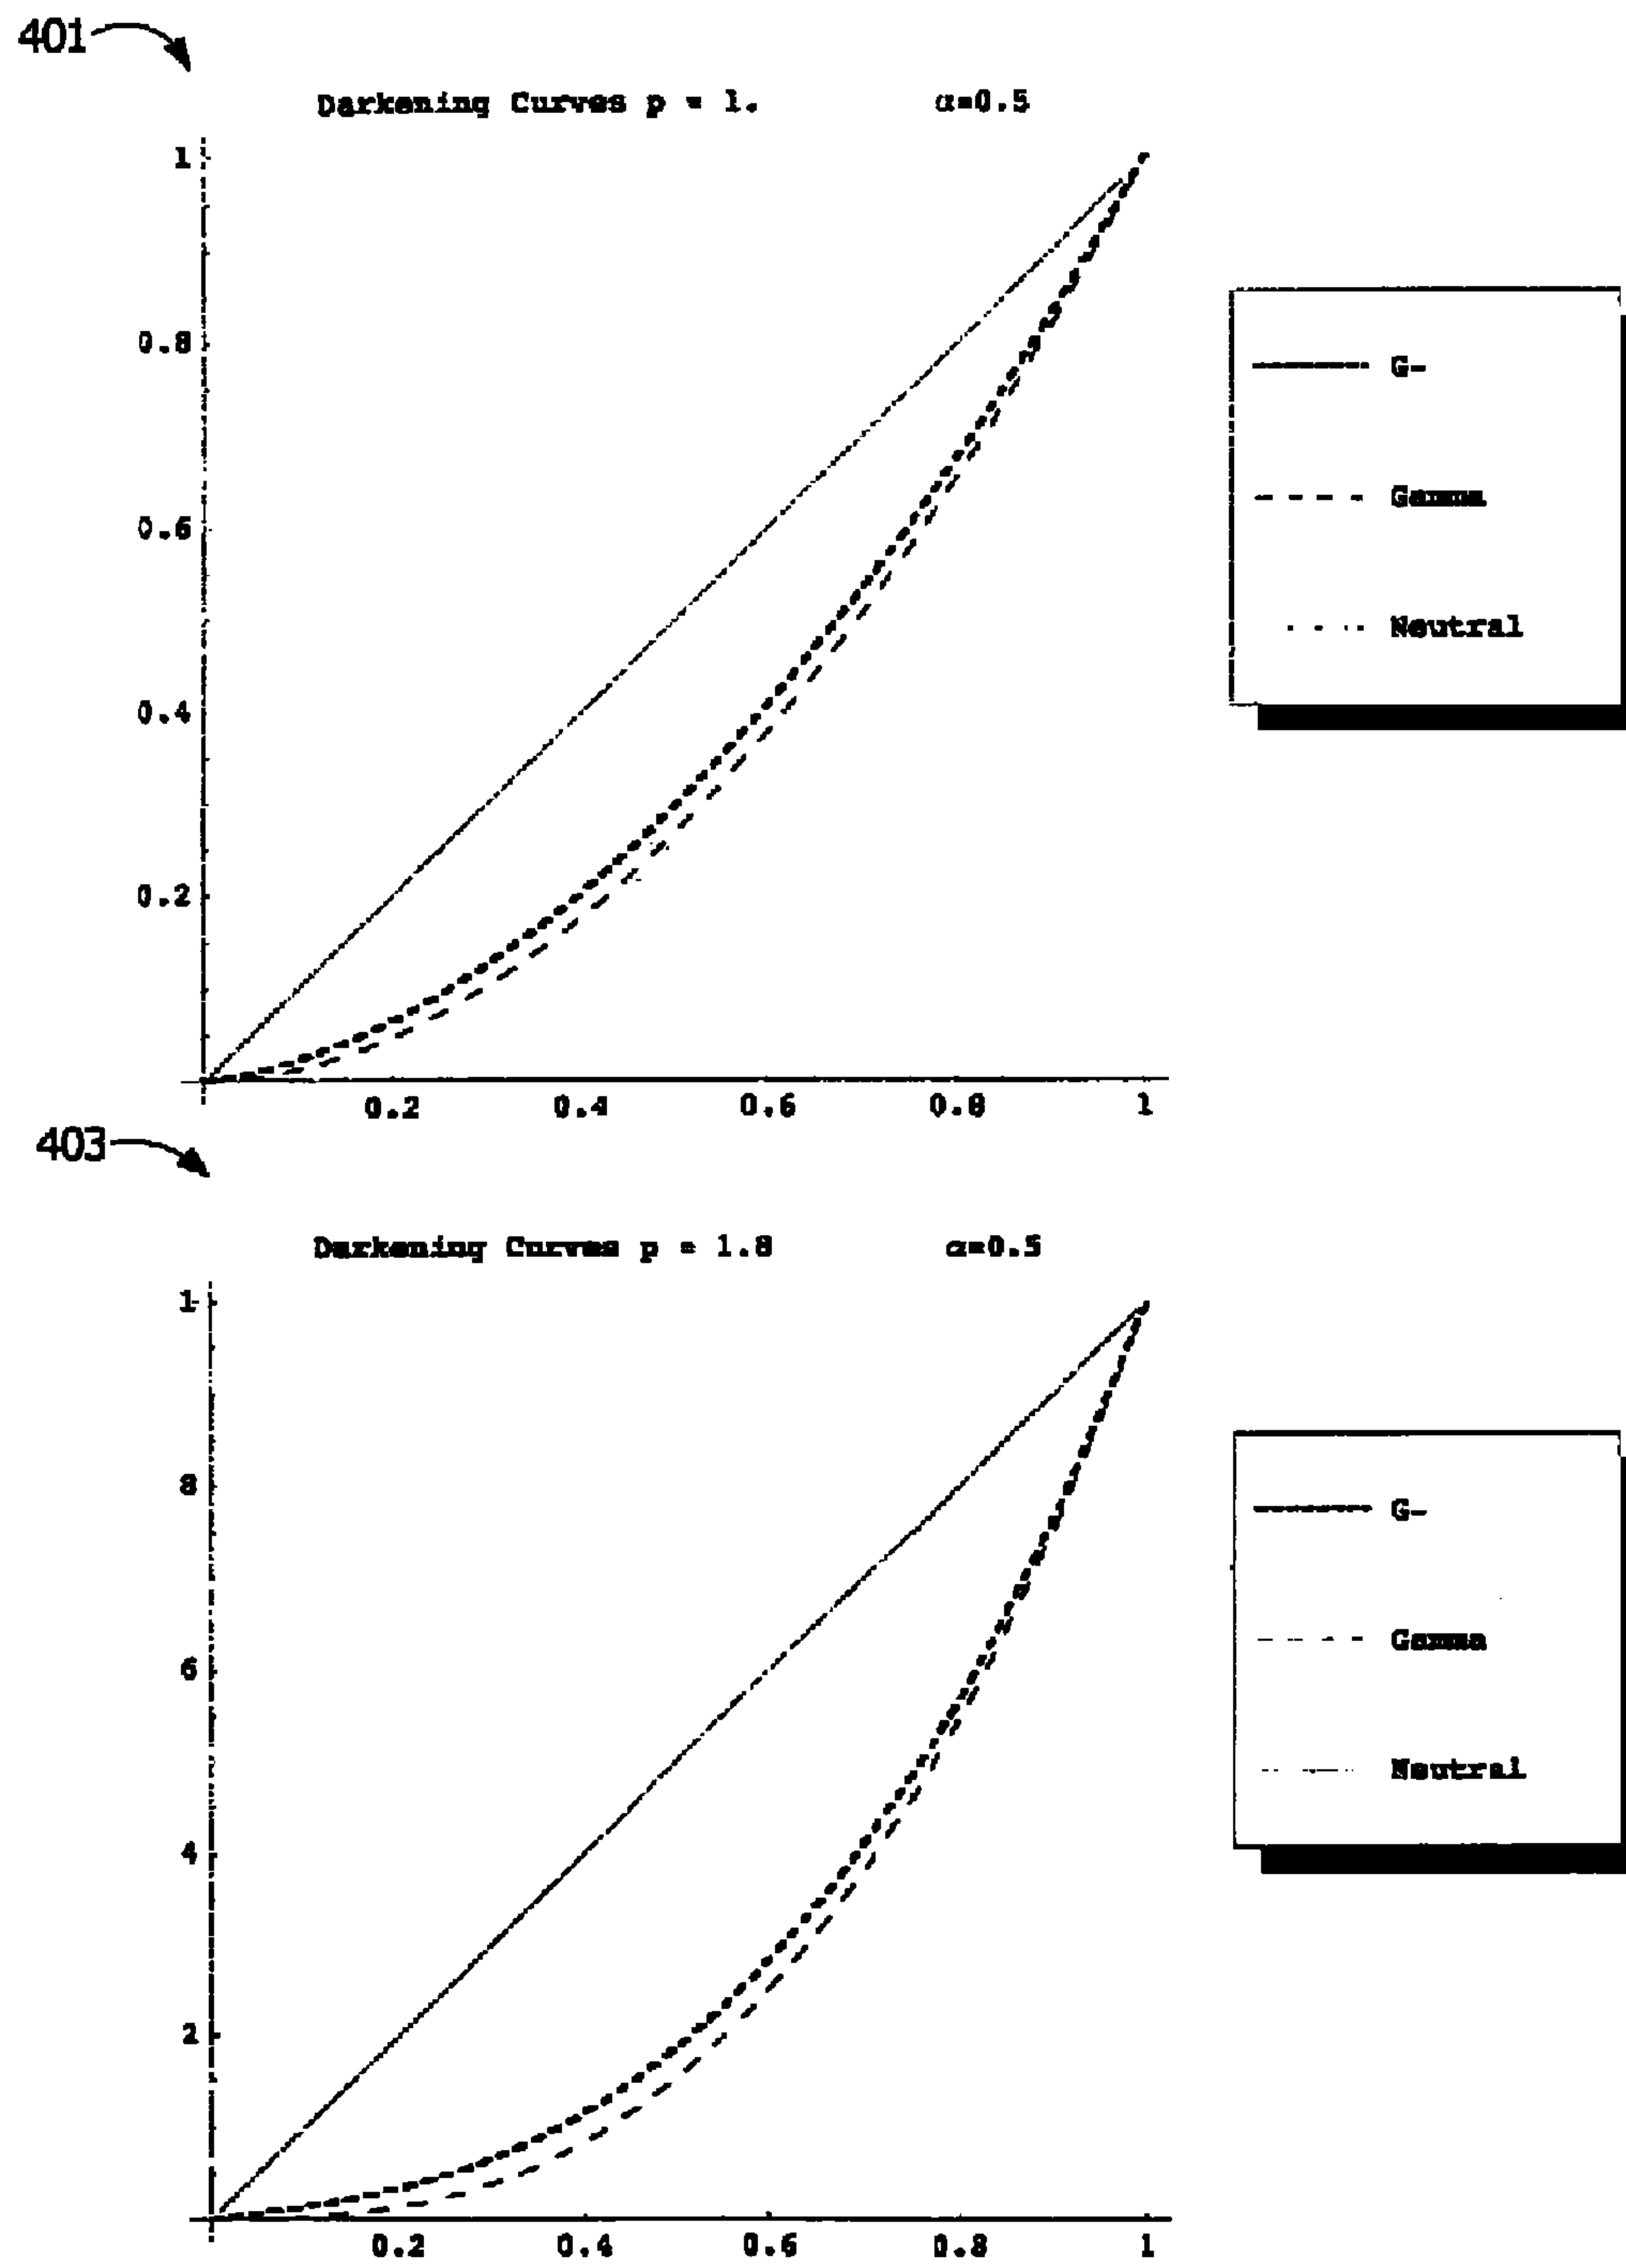 401
Darkening Curves p = 1. α=0.5
1
0.8
0.6
0.4
0.2
0.2 0.4 0.6 0.8 1
G-
Gamma
Neutral
403
Darkening Curves p = 1.8 α=0.5
1
8
6
4
2
0.2 0.4 0.6 0.8 1
G-
Gamma
Neutral